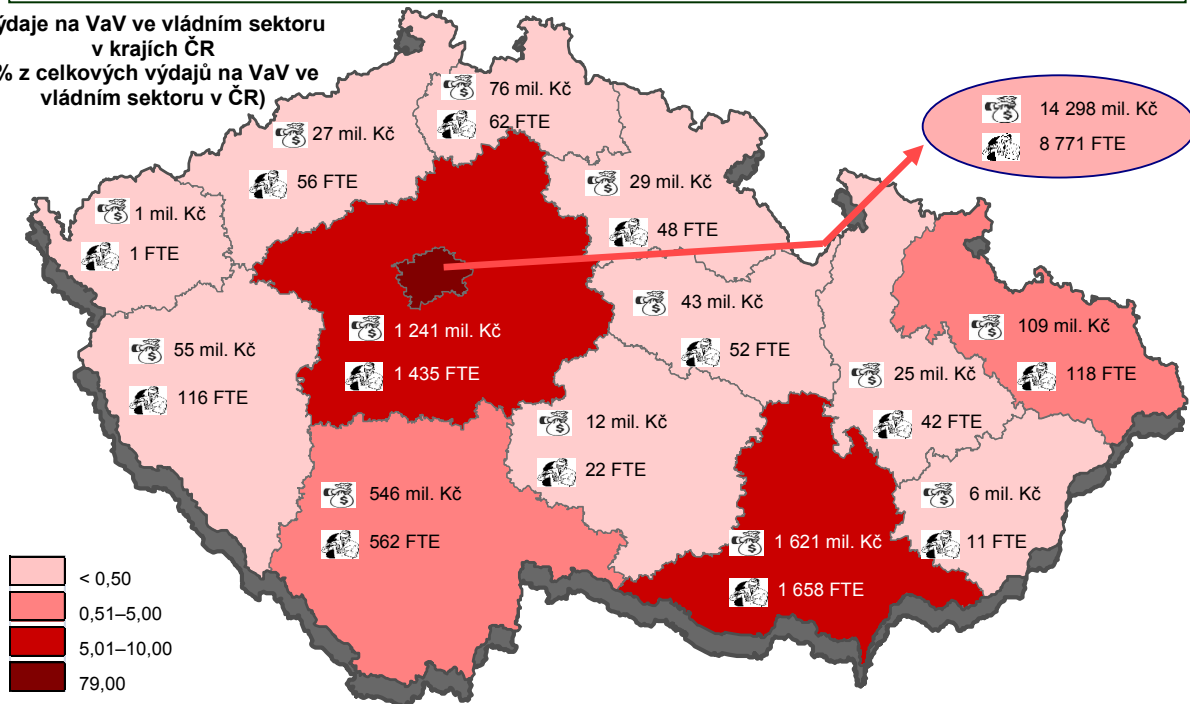 ýdaje na VaV ve vládním sektoru
v krajích ČR
% z celkových výdajů na VaV ve
vládním sektoru v ČR)
76 mil. Kč
62 FTE
27 mil. Kč
56 FTE
14 298 mil. Kč
8 771 FTE
29 mil. Kč
48 FTE
1 mil. Kč
1 FTE
43 mil. Kč
52 FTE
1 241 mil. Kč
1 435 FTE
109 mil. Kč
118 FTE
55 mil. Kč
116 FTE
25 mil. Kč
42 FTE
12 mil. Kč
22 FTE
546 mil. Kč
562 FTE
6 mil. Kč
11 FTE
1 621 mil. Kč
1 658 FTE
< 0,50
0,51–5,00
5,01–10,00
79,00